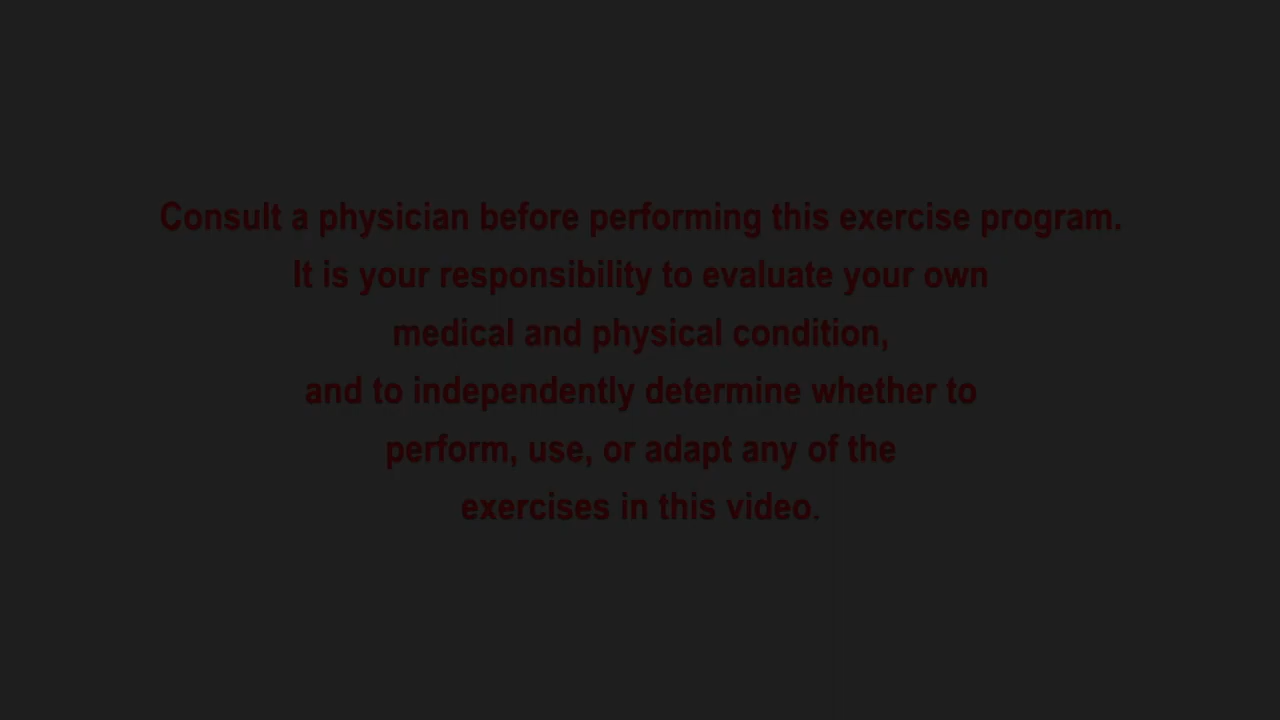 Consult a physician before performing this exercise program.
It is your responsibility to evaluate your own
medical and physical condition,
and to independently determine whether to
perform, use, or adapt any of the
exercises in this video.